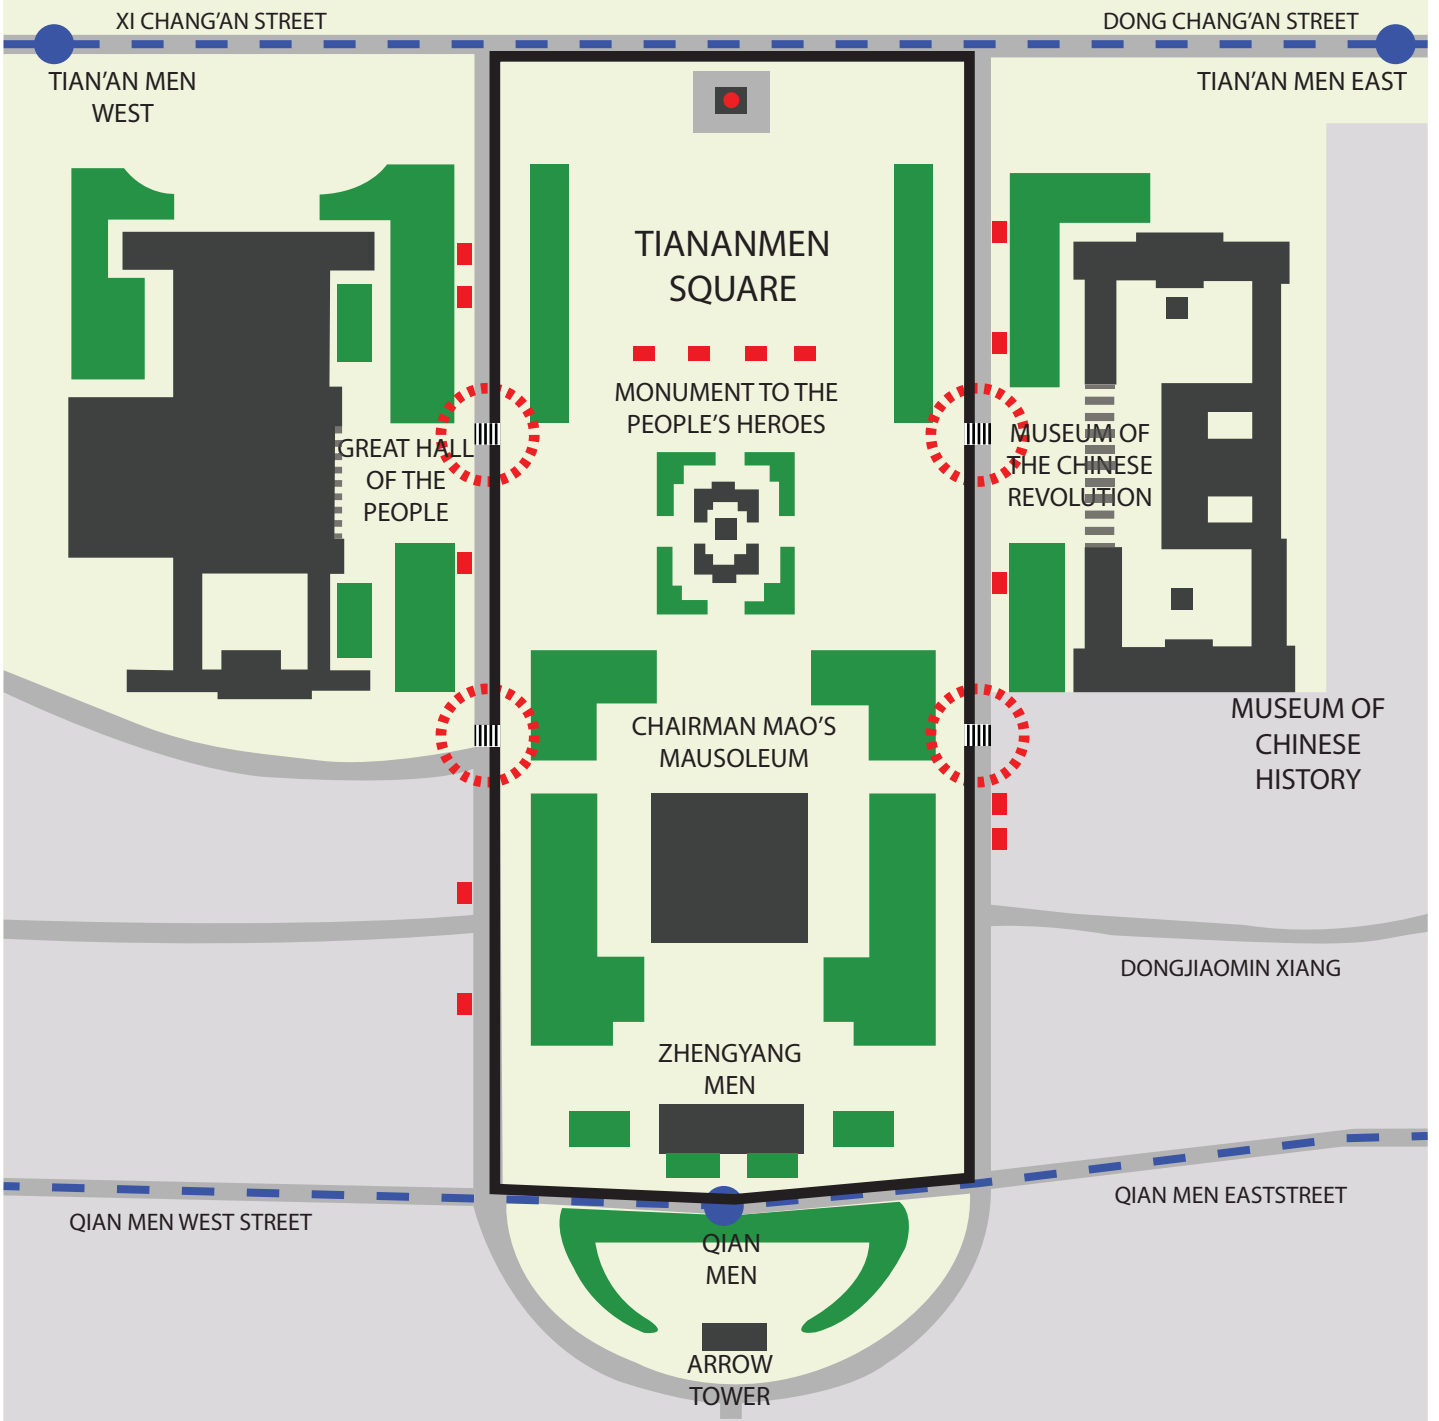 XI CHANG'AN STREET
DONG CHANG'AN STREET
TIAN'AN MEN
WEST
TIAN'AN MEN EAST
TIANANMEN
SQUARE
MONUMENT TO THE
PEOPLE'S HEROES
GREAT HALL
OF THE
PEOPLE
MUSEUM OF
THE CHINESE
REVOLUTION
CHAIRMAN MAO'S
MAUSOLEUM
MUSEUM OF
CHINESE
HISTORY
DONGJIAOMIN XIANG
ZHENGYANG
MEN
QIAN MEN WEST STREET
QIAN MEN EASTSTREET
QIAN
MEN
ARROW
TOWER